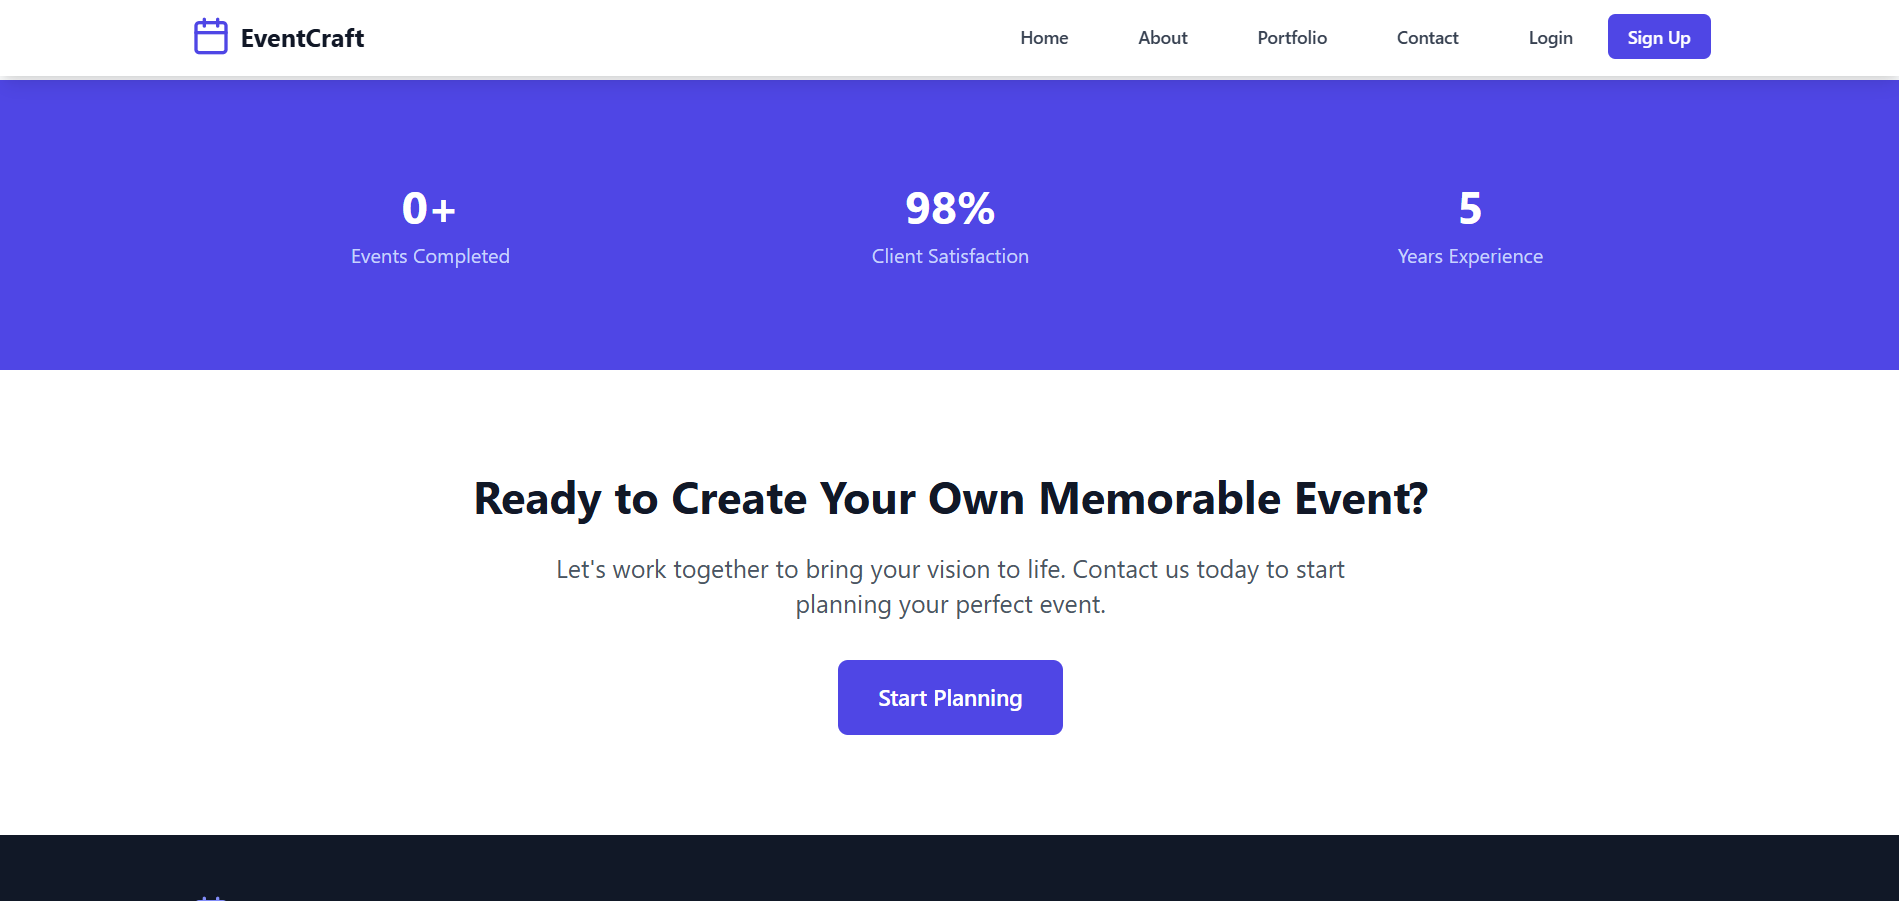 EventCraft
Home
About
Portfolio
Contact
Login
Sign Up
0+
Events Completed
98%
Client Satisfaction
5
Years Experience
Ready to Create Your Own Memorable Event?
Let's work together to bring your vision to life. Contact us today to start
planning your perfect event.
Start Planning